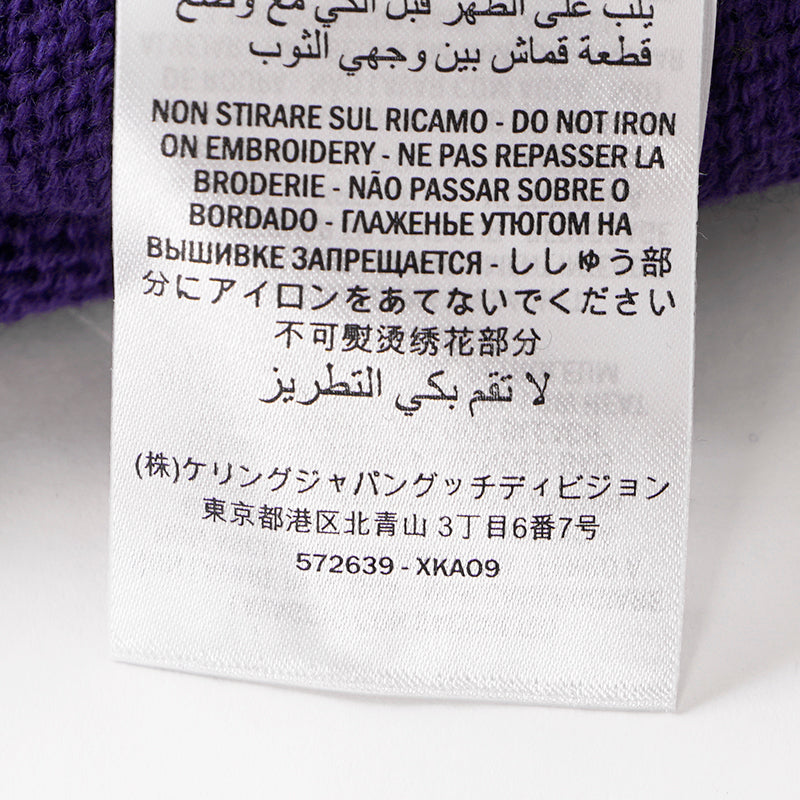 يلب على الظهر قبل الكي مع وضع
قطعة قماش بين وجهي الثوب
NON STIRARE SUL RICAMO - DO NOT IRON
ON EMBROIDERY - NE PAS REPASSER LA
BRODERIE - NÃO PASSAR SOBRE O
BORDADO - ГЛАЖЕНЬЕ УТЮГОМ НА
ВЫШИВКЕ ЗАПРЕЩАЕТСЯ - ししゅう部
分にアイロンをあてないでください
不可熨烫绣花部分
لا تقم بكي التطريز
(株)ケリングジャパングッチディビジョン
東京都港区北青山 3丁目6番7号
572639 - XKA09